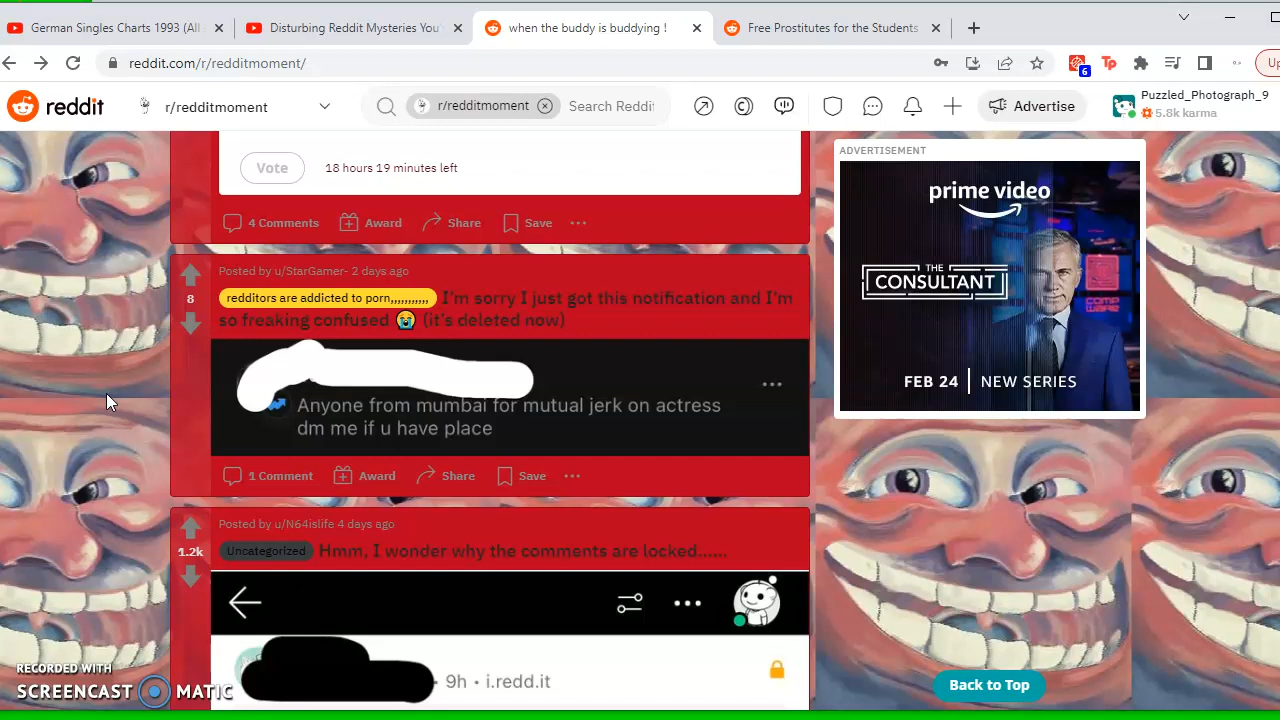 German Singles Charts 1993 (All
Disturbing Reddit Mysteries You
when the buddy is buddying !
Free Prostitutes for the Students
reddit.com/r/redditmoment/
6
Tp
Up
reddit
r/redditmoment
r/redditmoment
Search Reddit
Advertise
Puzzled_Photograph_9
5.8k karma
Vote
18 hours 19 minutes left
4 Comments
Award
Share
Save
Posted by u/StarGamer- 2 days ago
8
redditors are addicted to porn,,,,,,,,,,, I'm sorry I just got this notification and I'm
so freaking confused 😭 (it's deleted now)
Anyone from mumbai for mutual jerk on actress
dm me if u have place
1 Comment
Award
Share
Save
Posted by u/N64islife 4 days ago
1.2k
Uncategorized Hmm, I wonder why the comments are locked......
9h • i.redd.it
ADVERTISEMENT
prime video
THE
CONSULTANT
COMP
WARE
FEB 24 | NEW SERIES
Back to Top
RECORDED WITH
SCREENCAST MATIC